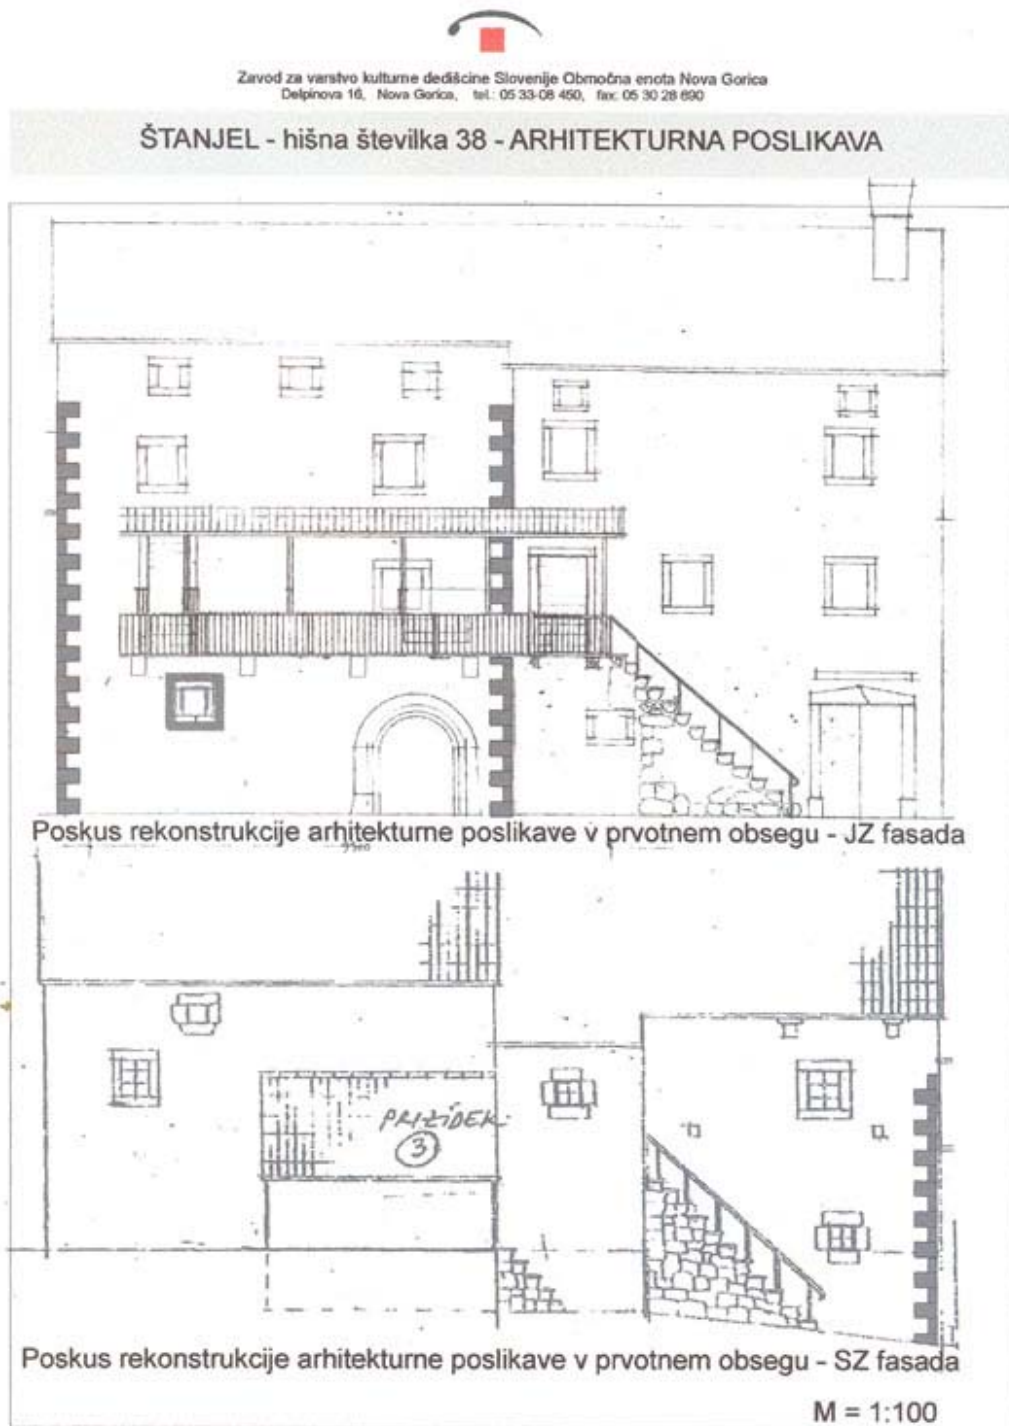 Zavod za varstvo kulturne dediščine Slovenije Območna enota Nova Gorica
Delpinova 16, Nova Gorica, tel.: 05 33-08 450, fax: 05 30 28 690
ŠTANJEL - hišna številka 38 - ARHITEKTURNA POSLIKAVA
Poskus rekonstrukcije arhitekturne poslikave v prvotnem obsegu - JZ fasada
PRIZIDEK
3
Poskus rekonstrukcije arhitekturne poslikave v prvotnem obsegu - SZ fasada
M = 1:100